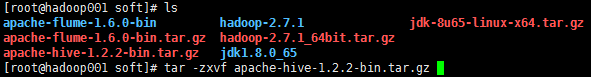 [root@hadoop001 soft]# ls
apache-flume-1.6.0-bin hadoop-2.7.1 jdk-8u65-linux-x64.tar.gz
apache-flume-1.6.0-bin.tar.gz hadoop-2.7.1_64bit.tar.gz
apache-hive-1.2.2-bin.tar.gz jdk1.8.0_65
[root@hadoop001 soft]# tar -zxvf apache-hive-1.2.2-bin.tar.gz